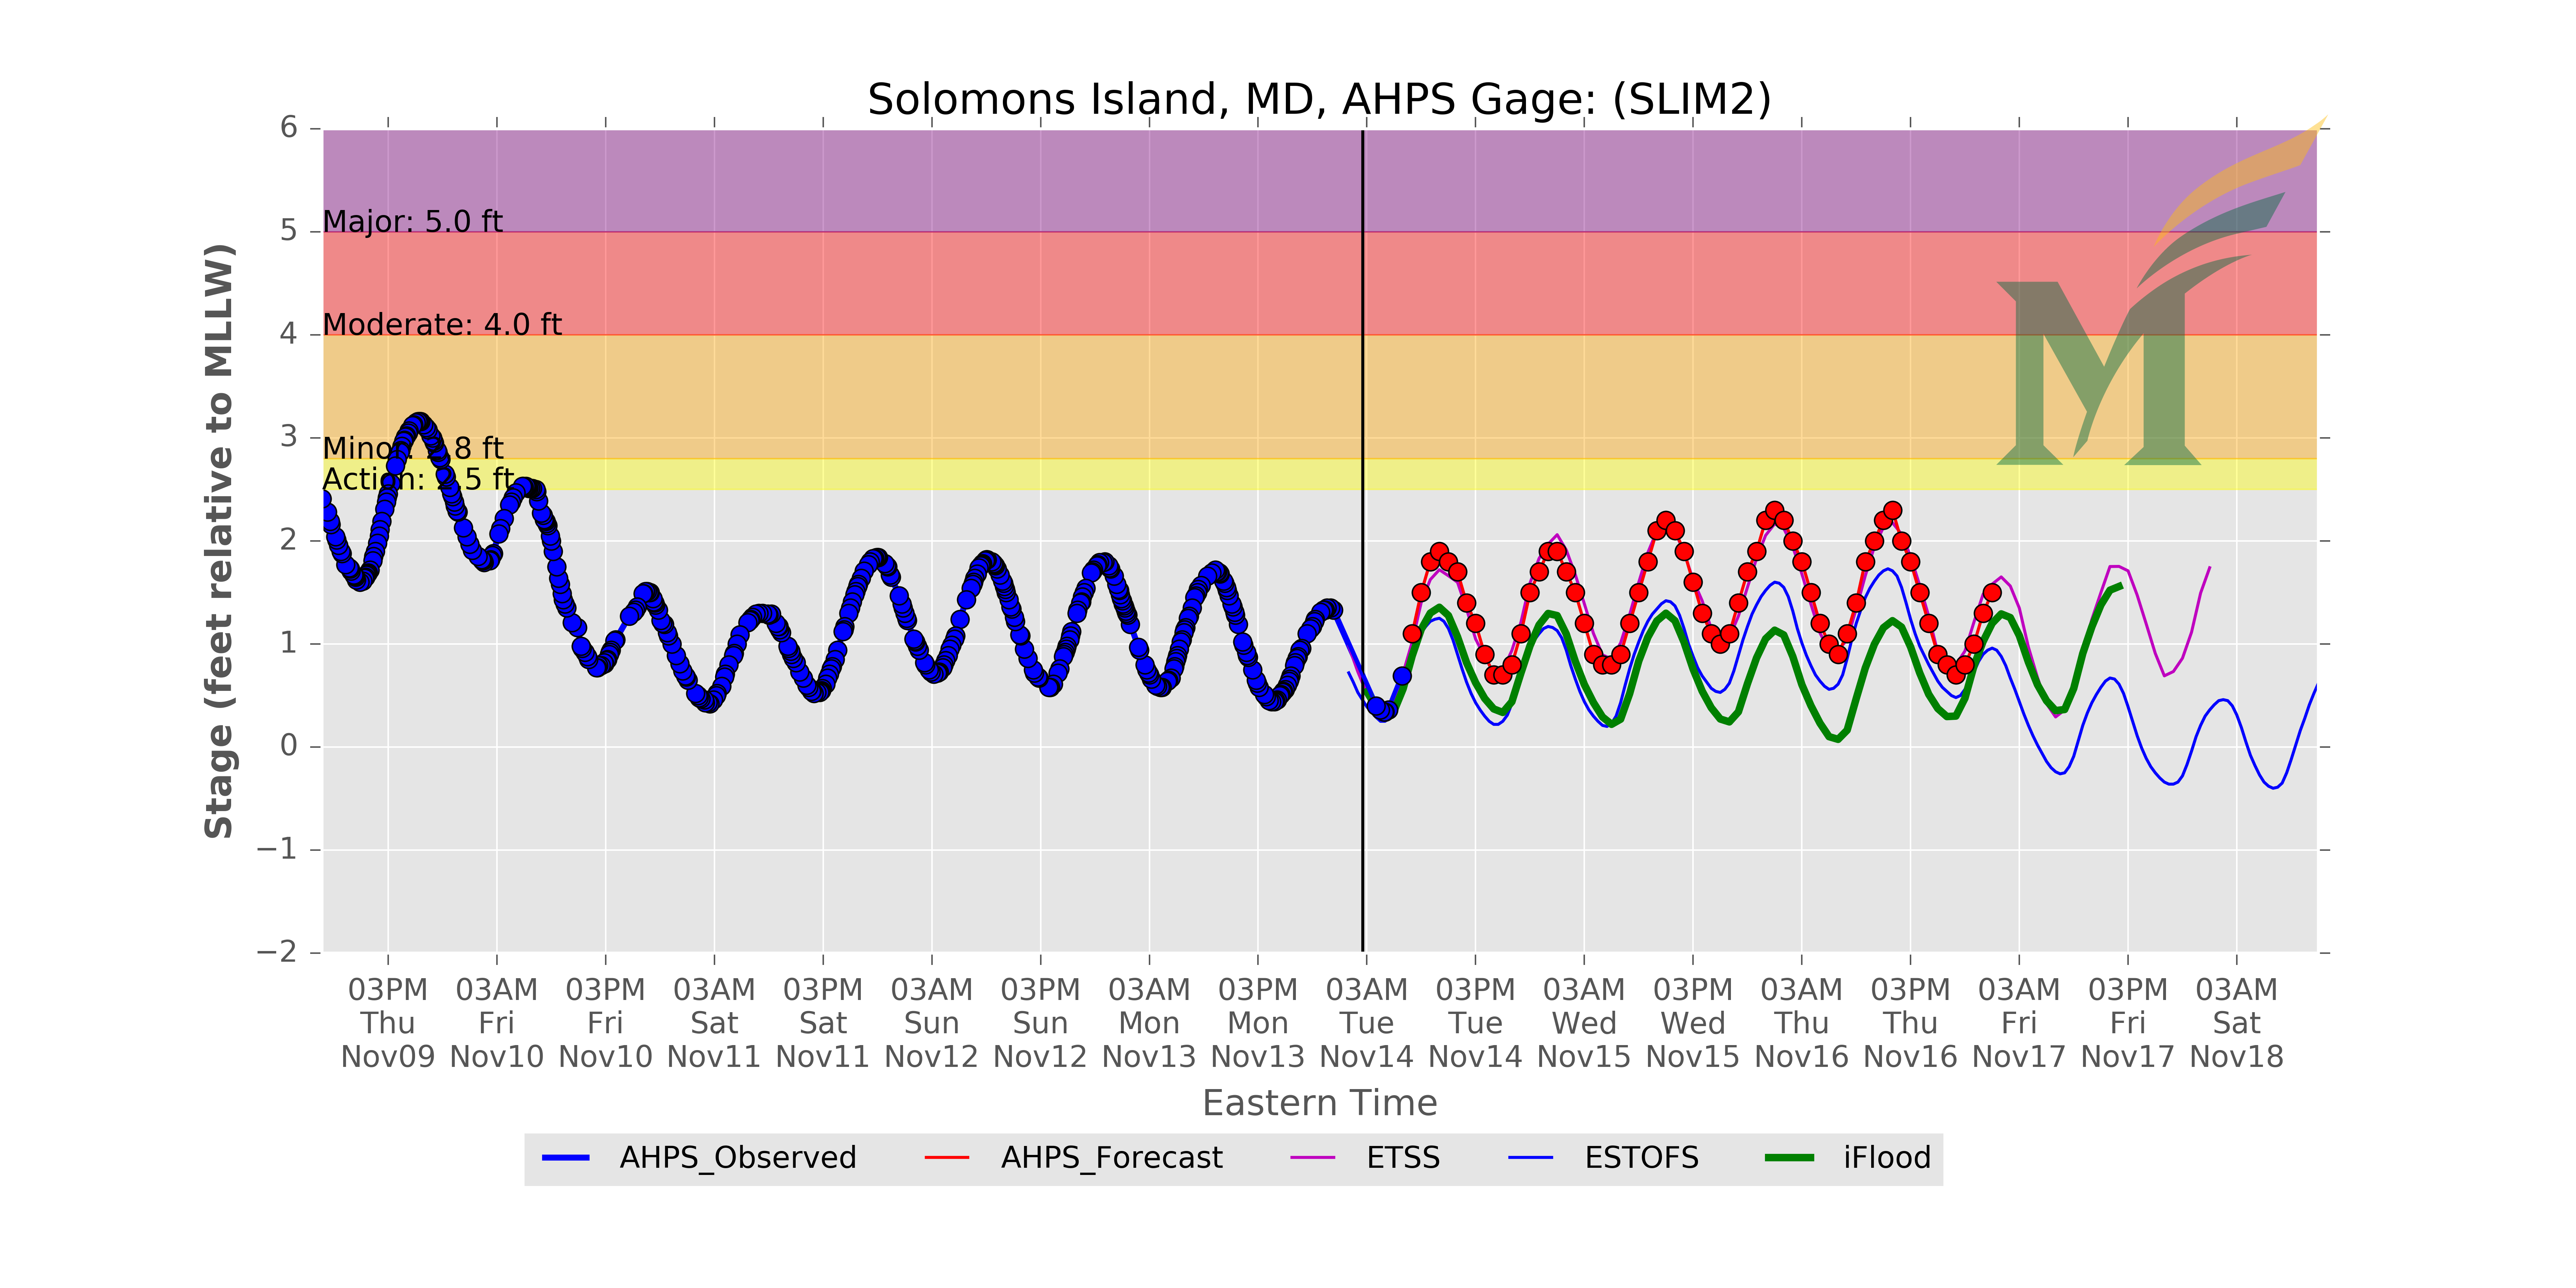 Solomons Island, MD, AHPS Gage: (SLIM2)
Stage (feet relative to MLLW)
6
5
4
3
2
1
0
−1
−2
Major: 5.0 ft
Moderate: 4.0 ft
Minor: 2.8 ft
Action: 2.5 ft
03PM 03AM 03PM 03AM 03PM 03AM 03PM 03AM 03PM 03AM 03PM 03AM 03PM 03AM 03PM 03AM 03PM 03AM
Thu Fri Fri Sat Sat Sun Sun Mon Mon Tue Tue Wed Wed Thu Thu Fri Fri Sat
Nov09 Nov10 Nov10 Nov11 Nov11 Nov12 Nov12 Nov13 Nov13 Nov14 Nov14 Nov15 Nov15 Nov16 Nov16 Nov17 Nov17 Nov18
Eastern Time
AHPS_Observed AHPS_Forecast ETSS ESTOFS iFlood